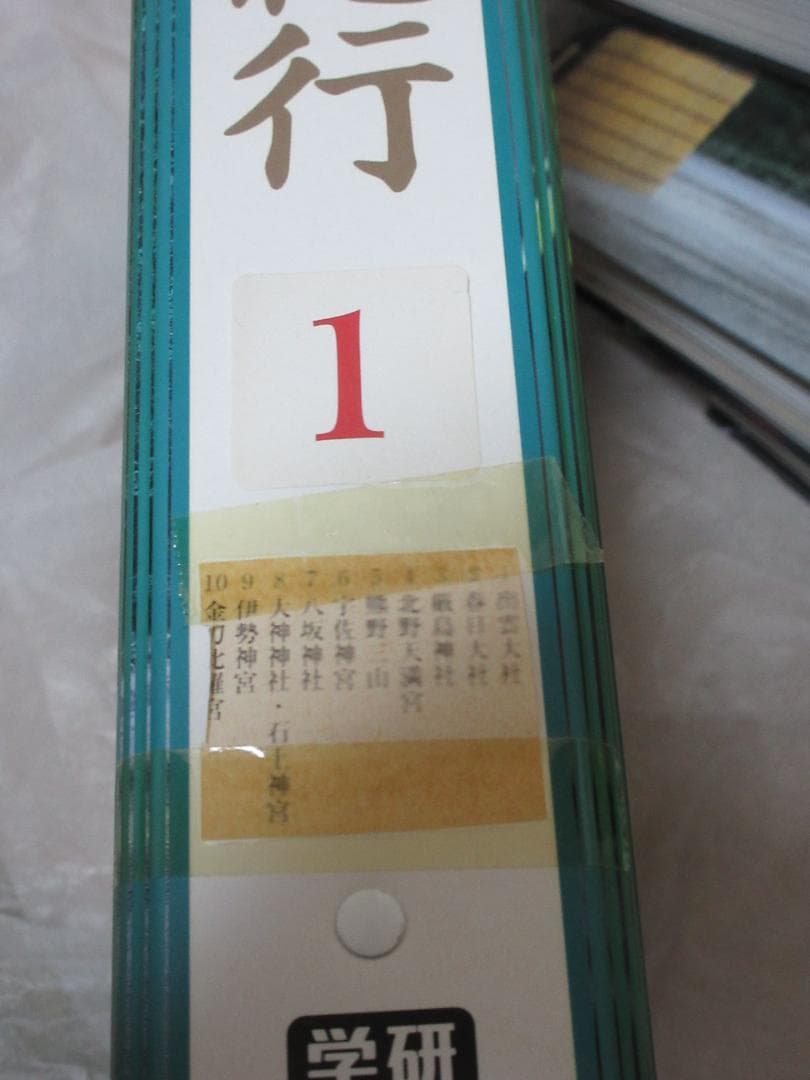 行
1
1 出雲大社
2 春日大社
3 厳島神社
4 北野天満宮
5 熊野三山
6 宇佐神宮
7 八坂神社
8 大神神社・石上神宮
9 伊勢神宮
10 金刀比羅宮
学研